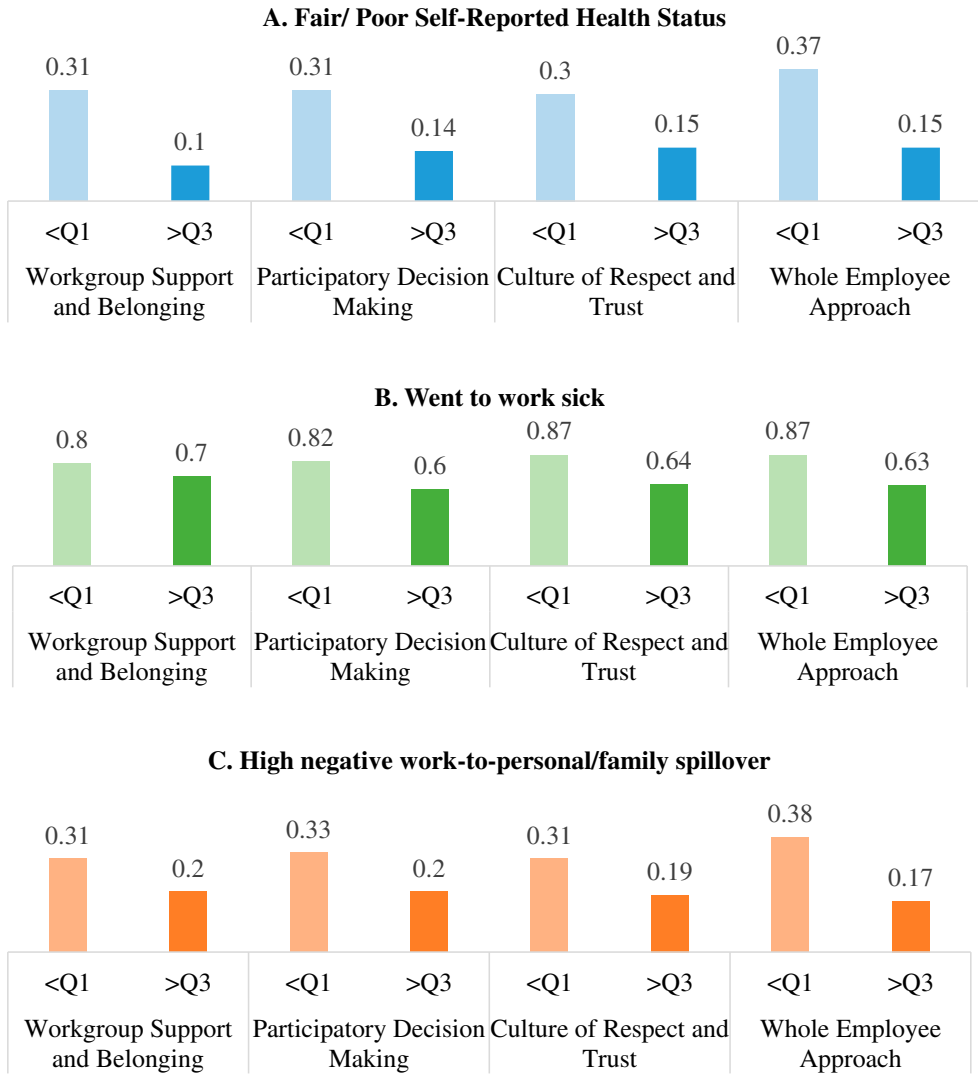 A. Fair/ Poor Self-Reported Health Status
0.31 0.1 0.31 0.14 0.3 0.15 0.37 0.15
<Q1 >Q3 <Q1 >Q3 <Q1 >Q3 <Q1 >Q3
Workgroup Support Participatory Decision Culture of Respect and Whole Employee
and Belonging Making Trust Approach
B. Went to work sick
0.8 0.7 0.82 0.6 0.87 0.64 0.87 0.63
<Q1 >Q3 <Q1 >Q3 <Q1 >Q3 <Q1 >Q3
Workgroup Support Participatory Decision Culture of Respect and Whole Employee
and Belonging Making Trust Approach
C. High negative work-to-personal/family spillover
0.31 0.2 0.33 0.2 0.31 0.19 0.38 0.17
<Q1 >Q3 <Q1 >Q3 <Q1 >Q3 <Q1 >Q3
Workgroup Support Participatory Decision Culture of Respect and Whole Employee
and Belonging Making Trust Approach